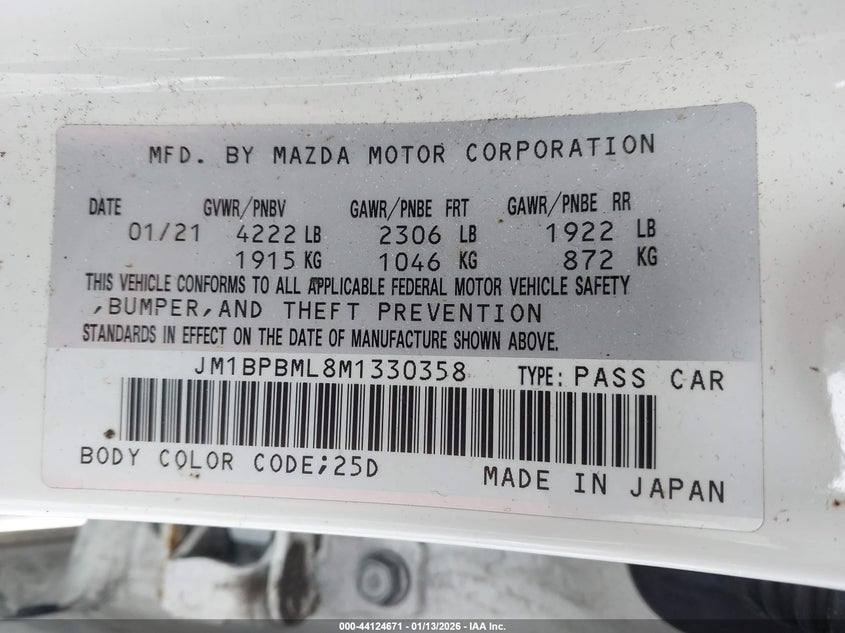 MFD. BY MAZDA MOTOR CORPORATION
DATE GVWR/PNBV GAWR/PNBE FRT GAWR/PNBE RR
01/21 4222 LB 2306 LB 1922 LB
1915 KG 1046 KG 872 KG
THIS VEHICLE CONFORMS TO ALL APPLICABLE FEDERAL MOTOR VEHICLE SAFETY
,BUMPER,AND THEFT PREVENTION
STANDARDS IN EFFECT ON THE DATE OF MANUFACTURE SHOWN ABOVE.
JM1BPBML8M1330358 TYPE: PASS CAR
BODY COLOR CODE;25D MADE IN JAPAN
000-44124671 - 01/13/2026 - IAA Inc.